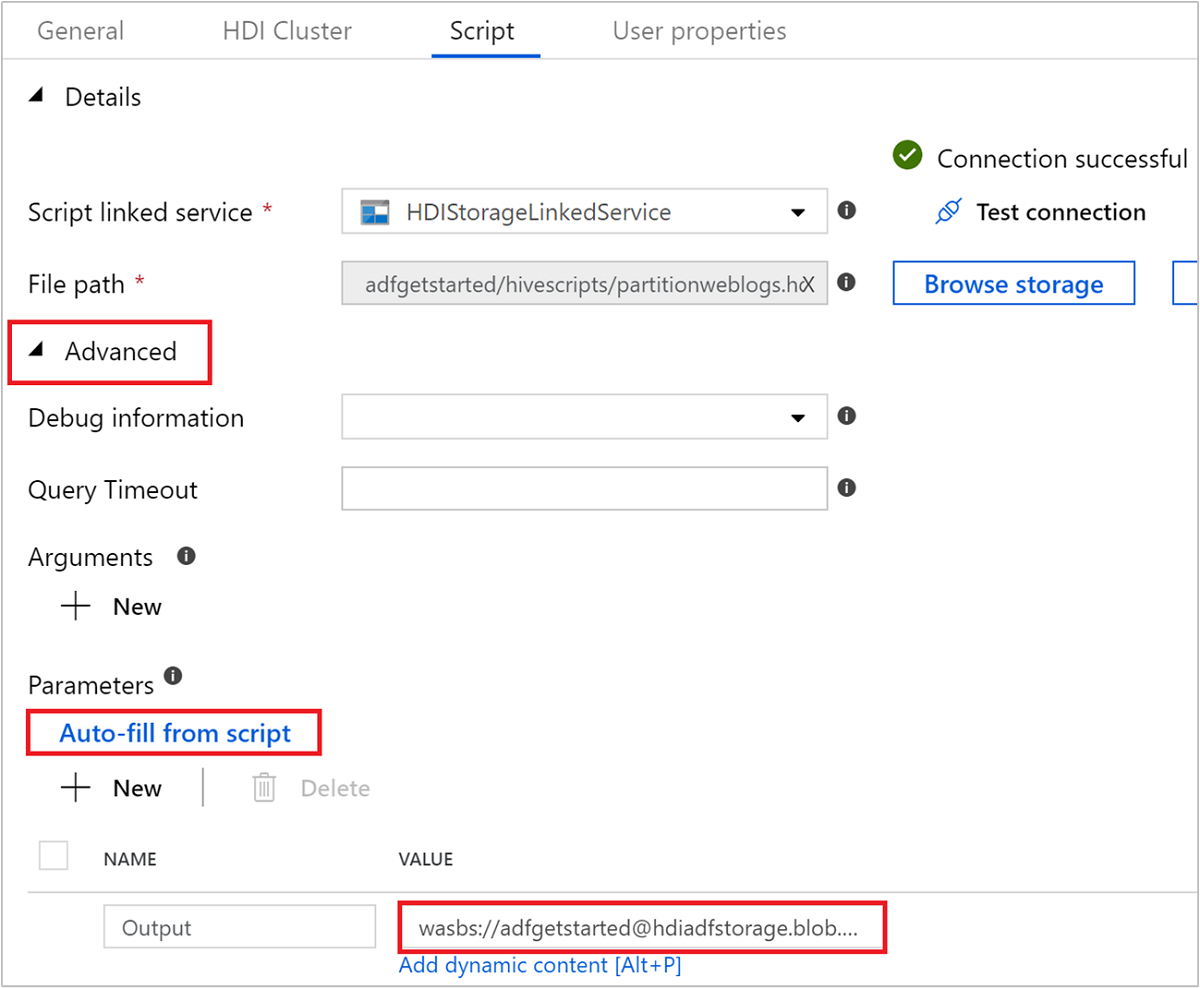 General HDI Cluster Script User properties
Details
Connection successful
Script linked service * HDIStorageLinkedService Test connection
File path * adfgetstarted/hivescripts/partitionweblogs.h X Browse storage
Advanced
Debug information
Query Timeout
Arguments
New
Parameters
Auto-fill from script
New Delete
NAME VALUE
Output wasbs://adfgetstarted@hdiadfstorage.blob....
Add dynamic content [Alt+P]